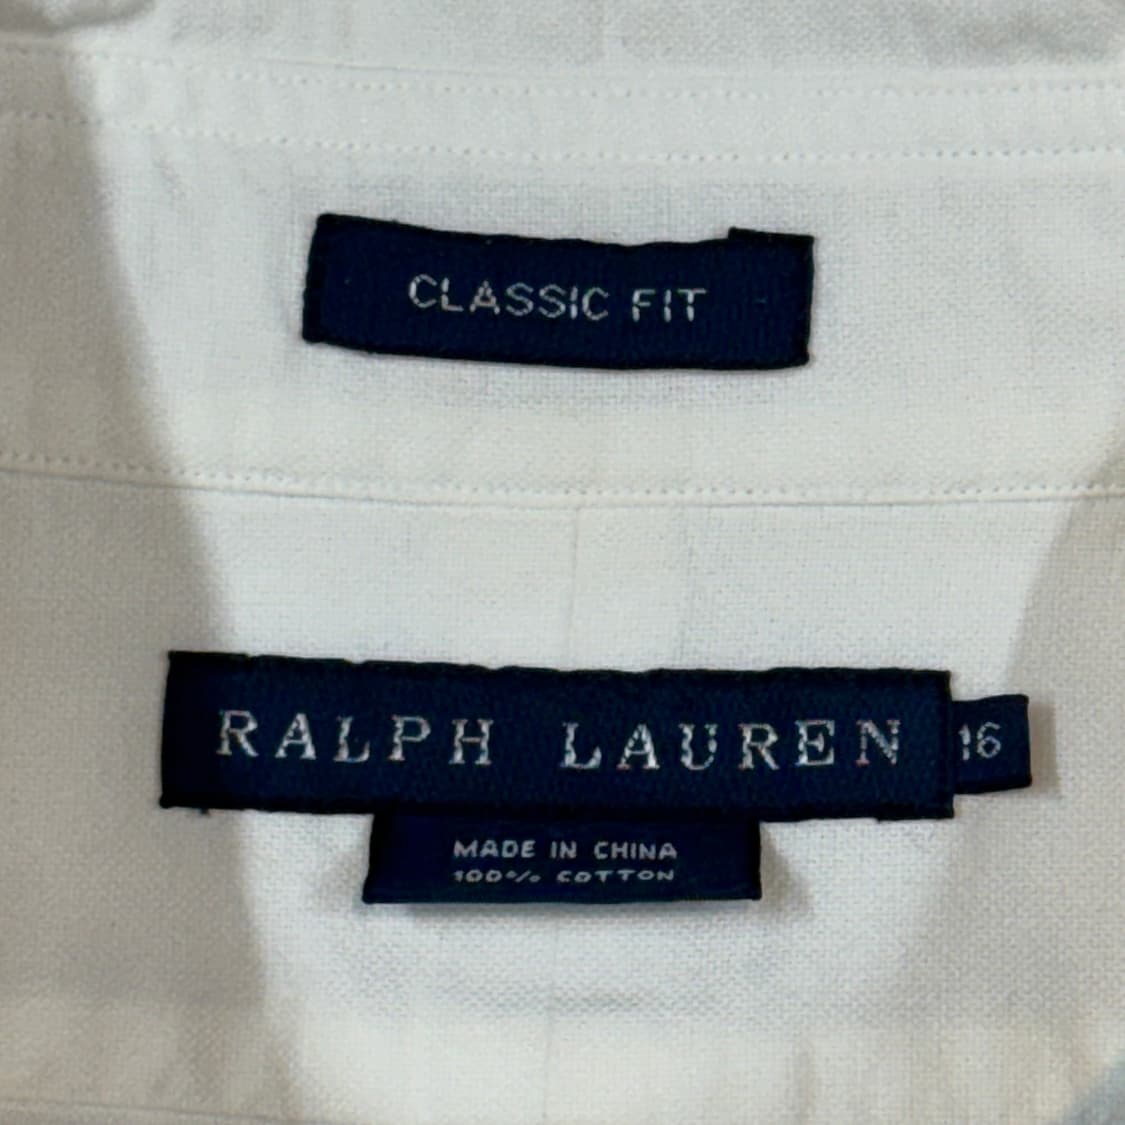 CLASSIC FIT
RALPH LAUREN
16
MADE IN CHINA
100% COTTON